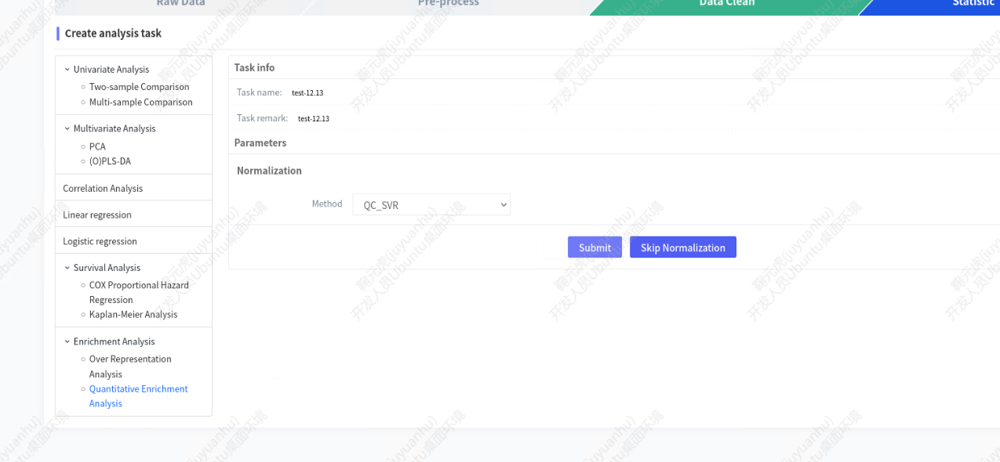 Raw Data
Pre-process
Data Clean
Statistic
Create analysis task
Univariate Analysis
Two-sample Comparison
Multi-sample Comparison
Multivariate Analysis
PCA
(O)PLS-DA
Correlation Analysis
Linear regression
Logistic regression
Survival Analysis
COX Proportional Hazard
Regression
Kaplan-Meier Analysis
Enrichment Analysis
Over Representation
Analysis
Quantitative Enrichment
Analysis
Task info
Task name: test-12.13
Task remark: test-12.13
Parameters
Normalization
Method QC_SVR
Submit Skip Normalization
开发人员Ubuntu桌面环境